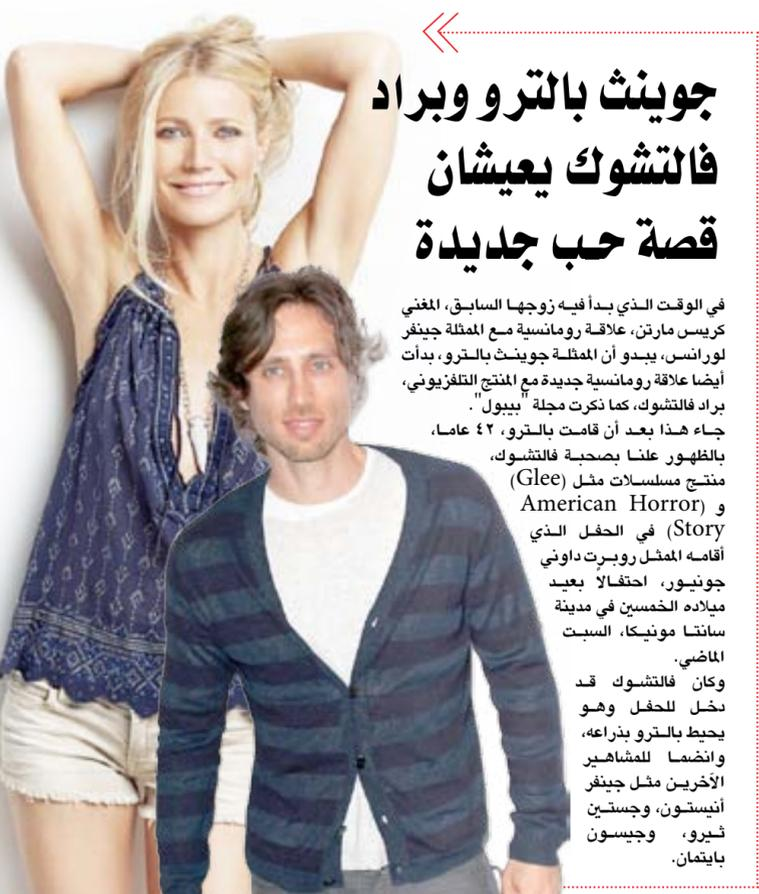 جوينث بالترو وبراد
فالتشوك يعيشان
قصة حب جديدة
في الوقت الذي بدأ فيه زوجها السابق، المغني
كريس مارتن، علاقة رومانسية مع الممثلة جينفر
لورانس، يبدو أن الممثلة جوينث بالترو، بدأت
أيضا علاقة رومانسية جديدة مع المنتج التلفزيوني،
براد فالتشوك، كما ذكرت مجلة "بيبول".
جاء هذا بعد أن قامت بالترو، ٤٢ عاما،
بالظهور علنا بصحبة فالتشوك،
منتج مسلسلات مثل (Glee)
و (American Horror
Story) في الحفل الذي
أقامه الممثل روبرت داوني
جونيور، احتفالاً بعيد
ميلاده الخمسين في مدينة
سانتا مونيكا، السبت
الماضي.
وكان فالتشوك قد
دخل للحفل وهو
يحيط بالترو بذراعه،
وانضما للمشاهير
الآخرين مثل جينفر
أنيستون، وجستين
ثيرو، وجيسون
بايتمان.